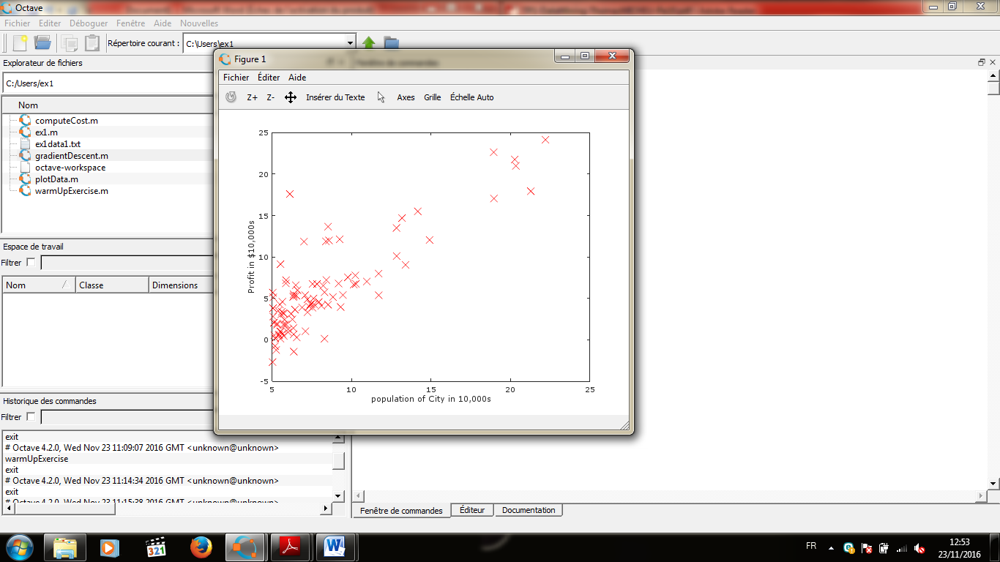 Octave
Fichier Editer Déboguer Fenêtre Aide Nouvelles
Répertoire courant : C:\Users\ex1
Explorateur de fichiers
C:/Users/ex1
Nom
computeCost.m
ex1.m
ex1data1.txt
gradientDescent.m
octave-workspace
plotData.m
warmUpExercise.m
Espace de travail
Filtrer
Nom Classe Dimensions
Historique des commandes
Filtrer
exit
# Octave 4.2.0, Wed Nov 23 11:09:07 2016 GMT <unknown@unknown>
warmUpExercise
exit
# Octave 4.2.0, Wed Nov 23 11:14:34 2016 GMT <unknown@unknown>
exit
# Octave 4.2.0, Wed Nov 23 11:15:38 2016 GMT <unknown@unknown>
Figure 1
Fichier Éditer Aide
Z+ Z- Insérer du Texte Axes Grille Échelle Auto
25
20
15
10
5
0
-5
Profit in $10,000s
5 10 15 20 25
population of City in 10,000s
Fenêtre de commandes Éditeur Documentation
321
FR
12:53
23/11/2016